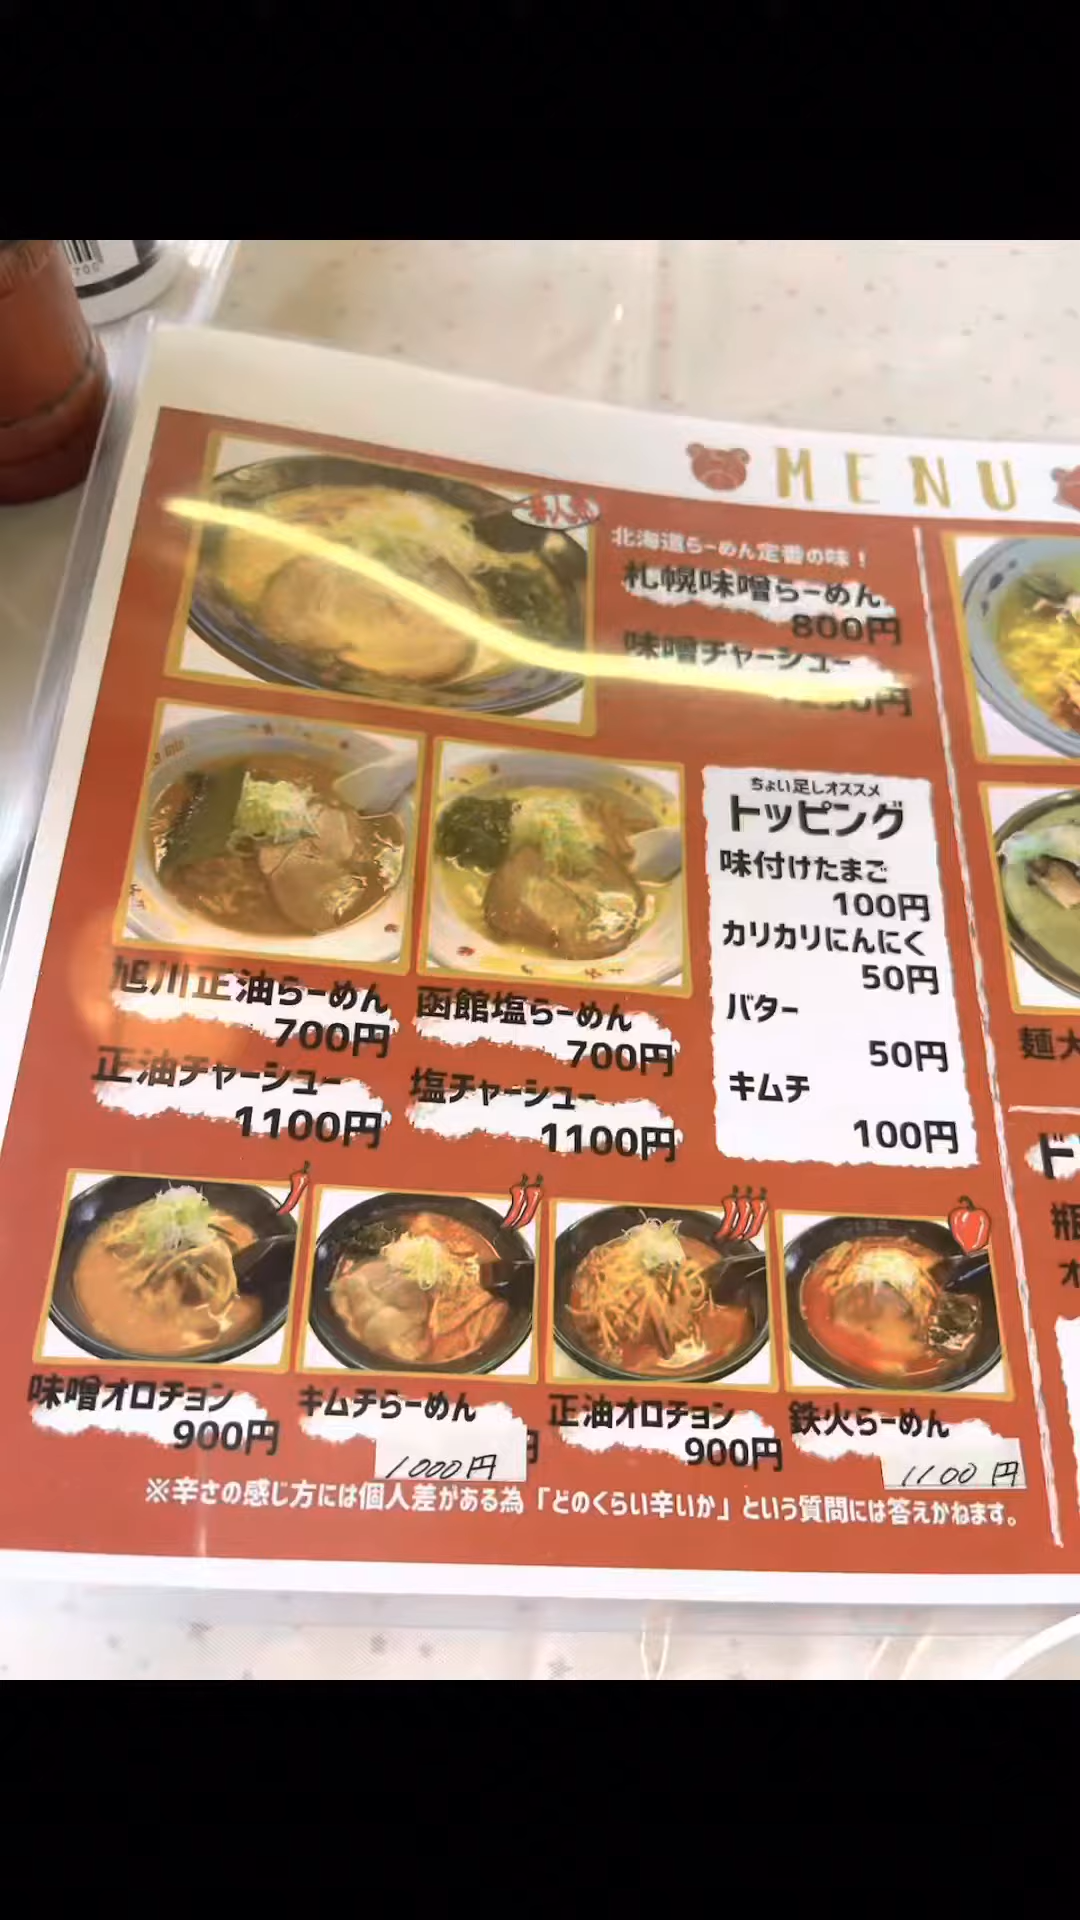 MENU
一番人気
北海道らーめん定番の味！
札幌味噌らーめん
800円
味噌チャーシュー
ちょい足しオススメ
トッピング
味付けたまご
100円
カリカリにんにく
50円
バター
50円
キムチ
100円
旭川正油らーめん
700円
正油チャーシュー
1100円
函館塩らーめん
700円
塩チャーシュー
1100円
味噌オロチョン
900円
キムチらーめん
1000円
正油オロチョン
900円
鉄火らーめん
1100円
※辛さの感じ方には個人差がある為「どのくらい辛いか」という質問には答えかねます。
麺大
ド
瓶